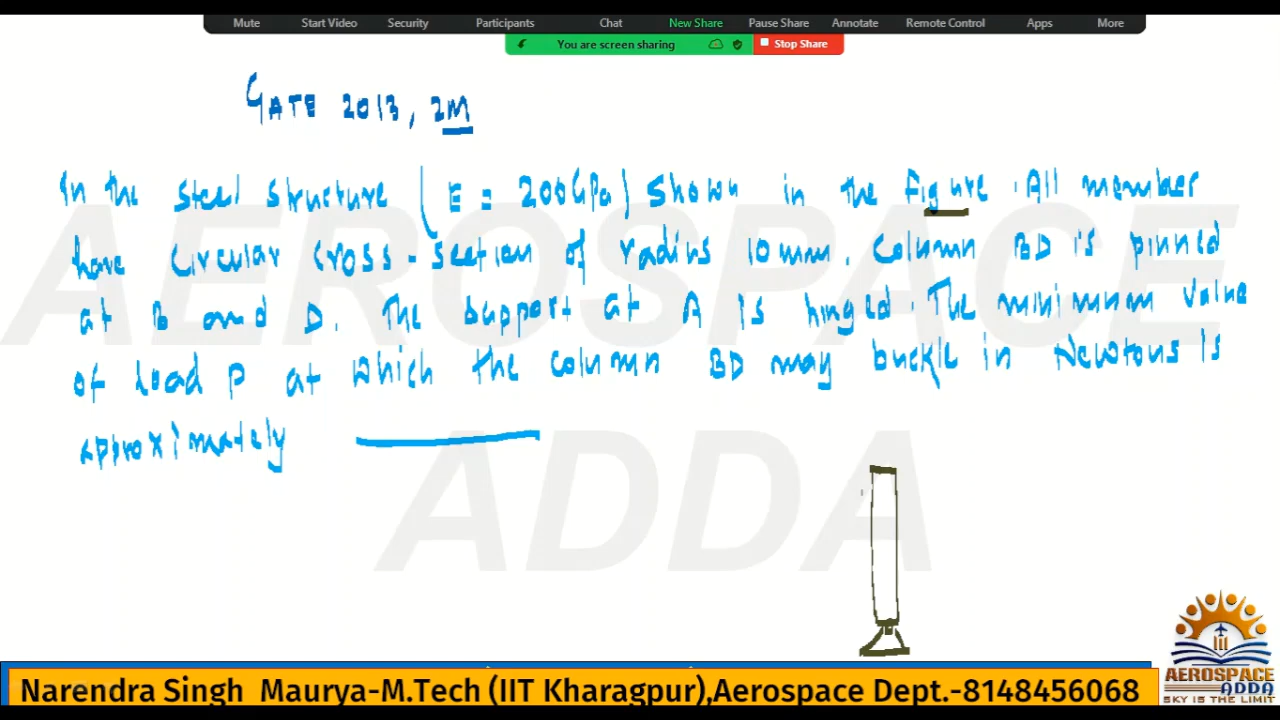 Mute Start Video Security Participants Chat New Share Pause Share Annotate Remote Control Apps More
You are screen sharing Stop Share
GATE 2013, 2M
In the steel structure (E = 200GPa) shown in the figure. All member
have circular cross-section of radius 10mm. Column BD is pinned
at B and D. The support at A is hinged. The minimum value
of load P at which the column BD may buckle in Newtons is
approximately
AEROSPACE
ADDA
AEROSPACE
ADDA
SKY IS THE LIMIT
Narendra Singh Maurya-M.Tech (IIT Kharagpur),Aerospace Dept.-8148456068